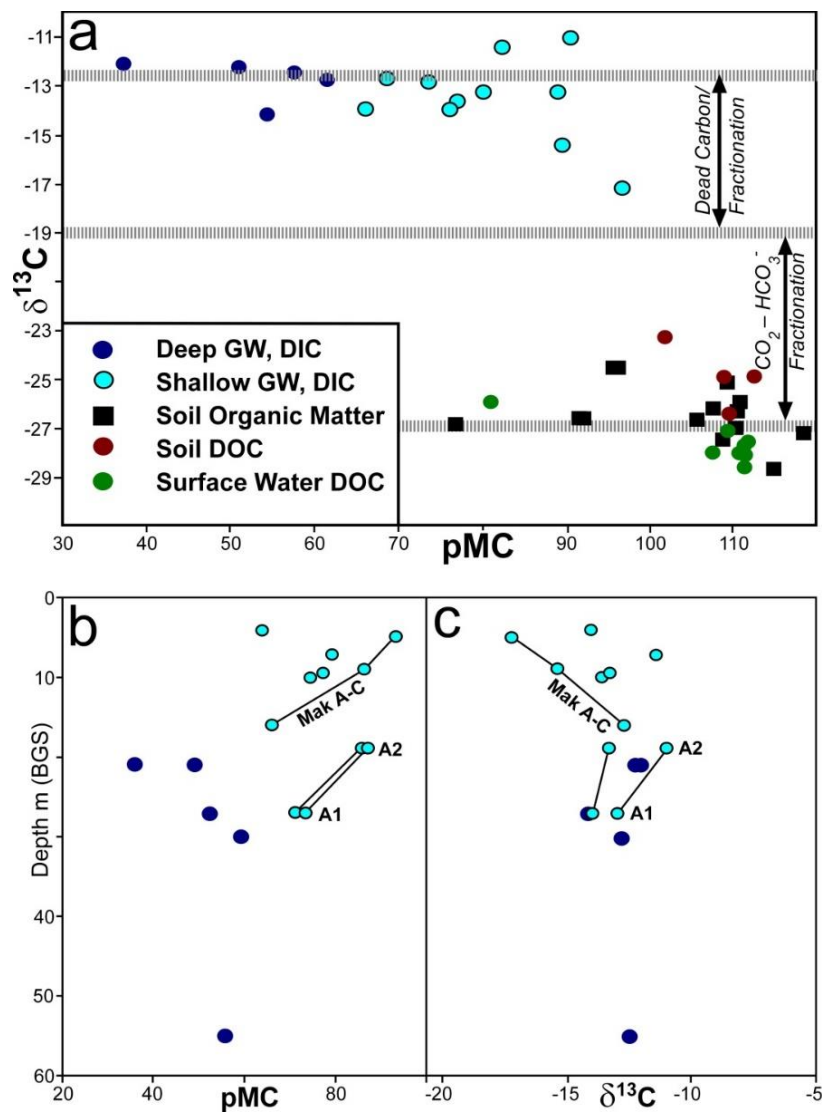 a
-11
-13
-15
-17
-19
-23
-25
-27
-29
δ¹³C
Dead Carbon/
Fractionation
CO₂ – HCO₃⁻
Fractionation
Deep GW, DIC
Shallow GW, DIC
Soil Organic Matter
Soil DOC
Surface Water DOC
30 40 50 60 70 80 90 100 110
pMC
b
0
10
40
50
60
Depth m (BGS)
Mak A-C
A2
A1
20 40 80
pMC
c
Mak A-C
A2
A1
-20 -15 -10 -5
δ¹³C